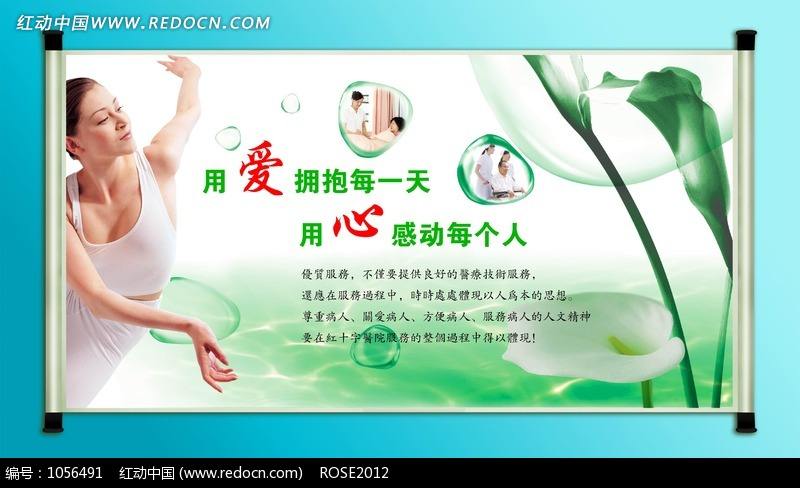 红动中国 WWW.REDOCN.COM
用爱拥抱每一天
用心感动每个人
優質服務，不僅要提供良好的醫療技術服務，
還應在服務過程中，時時處處體現以人爲本的思想。
尊重病人、關愛病人、方便病人、服務病人的人文精神
要在紅十字醫院服務的整個過程中得以體現！
编号：1056491 红动中国 (www.redocn.com) ROSE2012